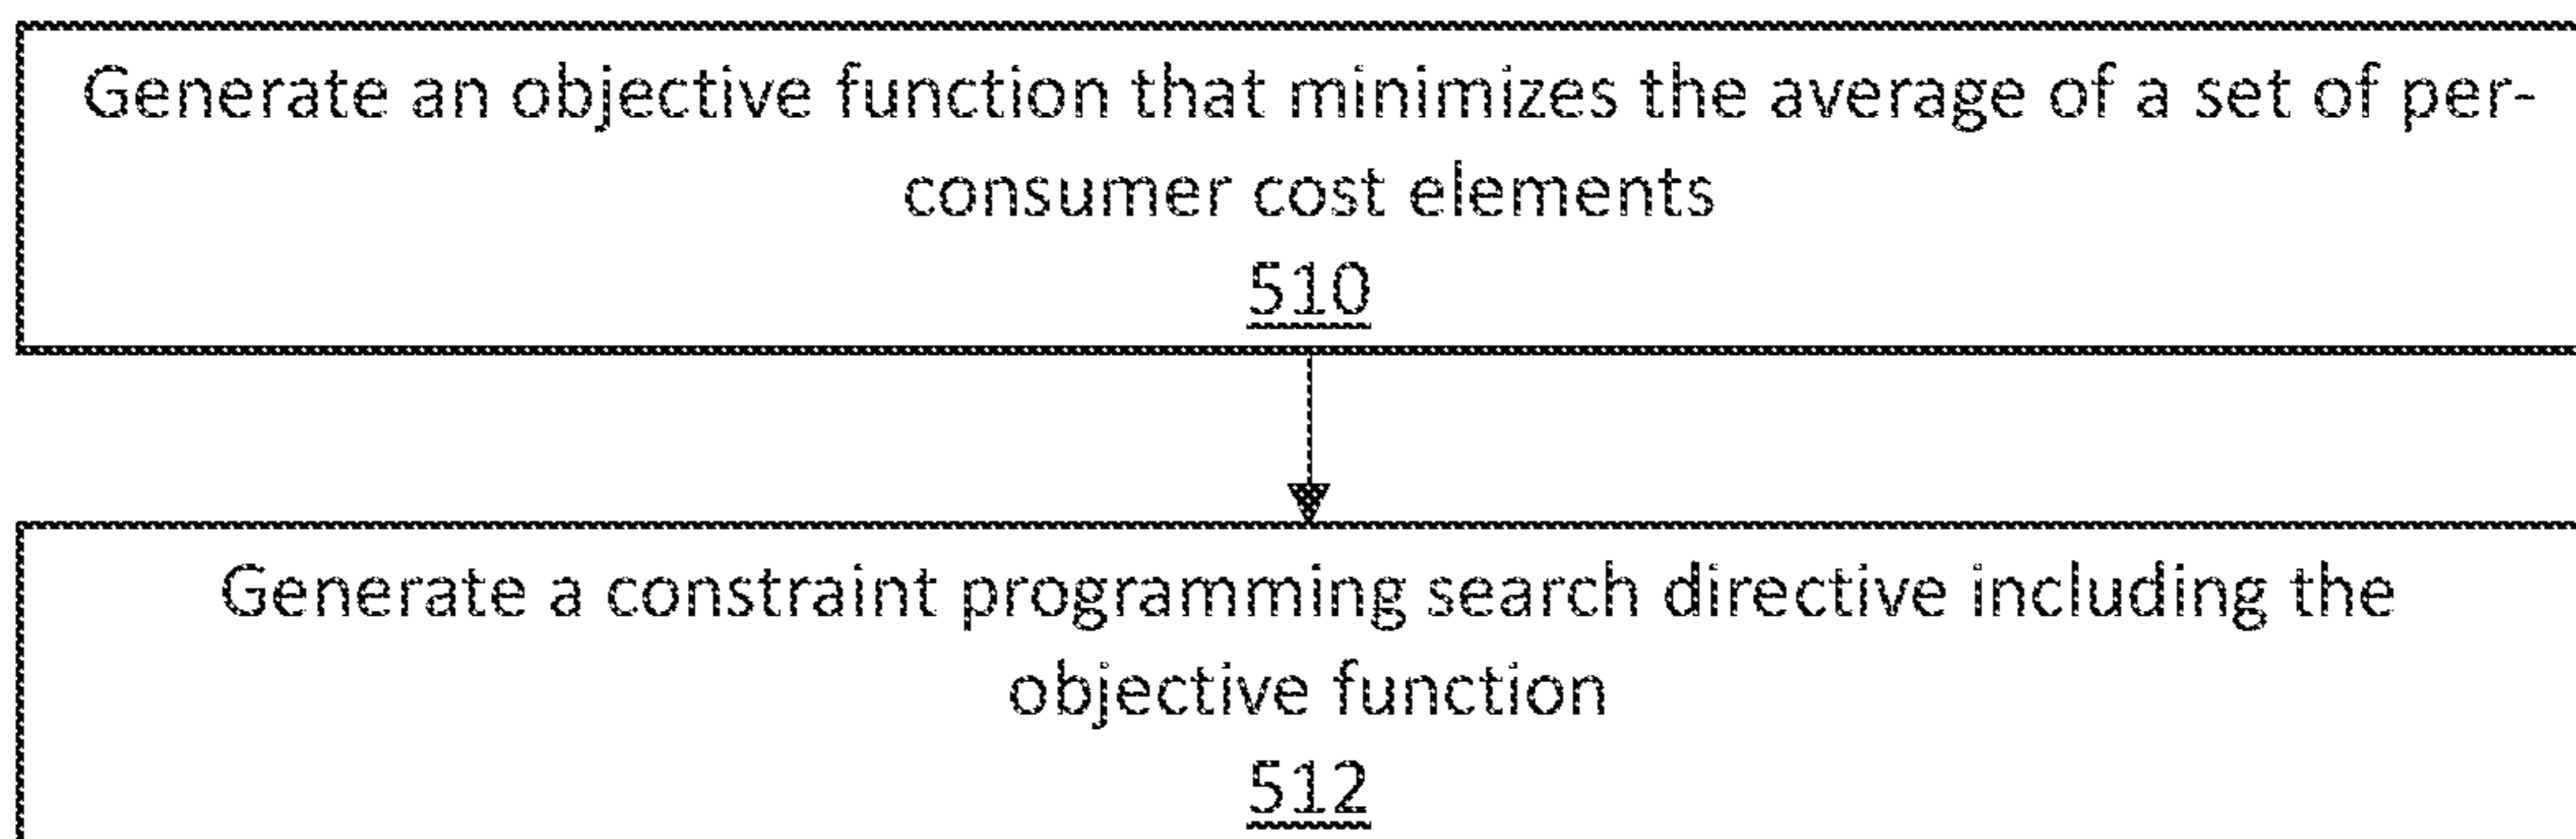 Generate an objective function that minimizes the average of a set of per-
consumer cost elements
510
Generate a constraint programming search directive including the
objective function
512